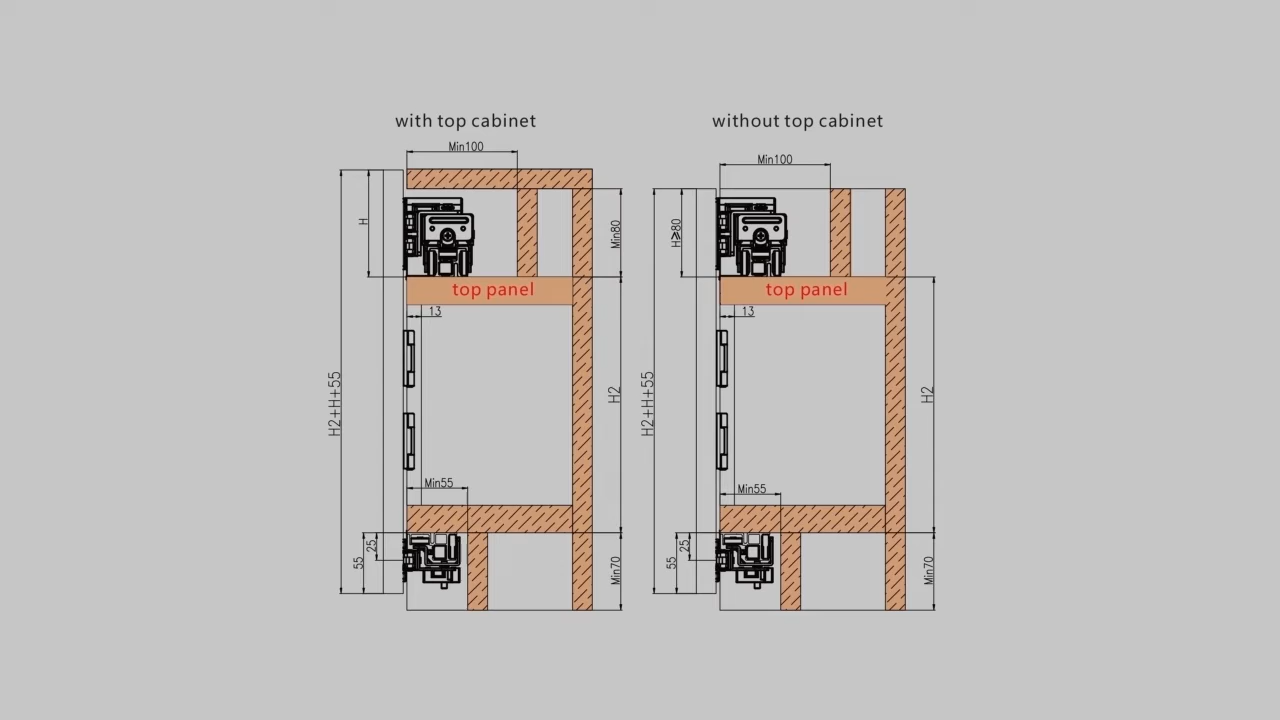 with top cabinet
Min100
H
Min80
top panel
13
H2+H+55
H2
Min55
25
55
Min70
without top cabinet
Min100
H⩾80
top panel
13
H2+H+55
H2
Min55
25
55
Min70